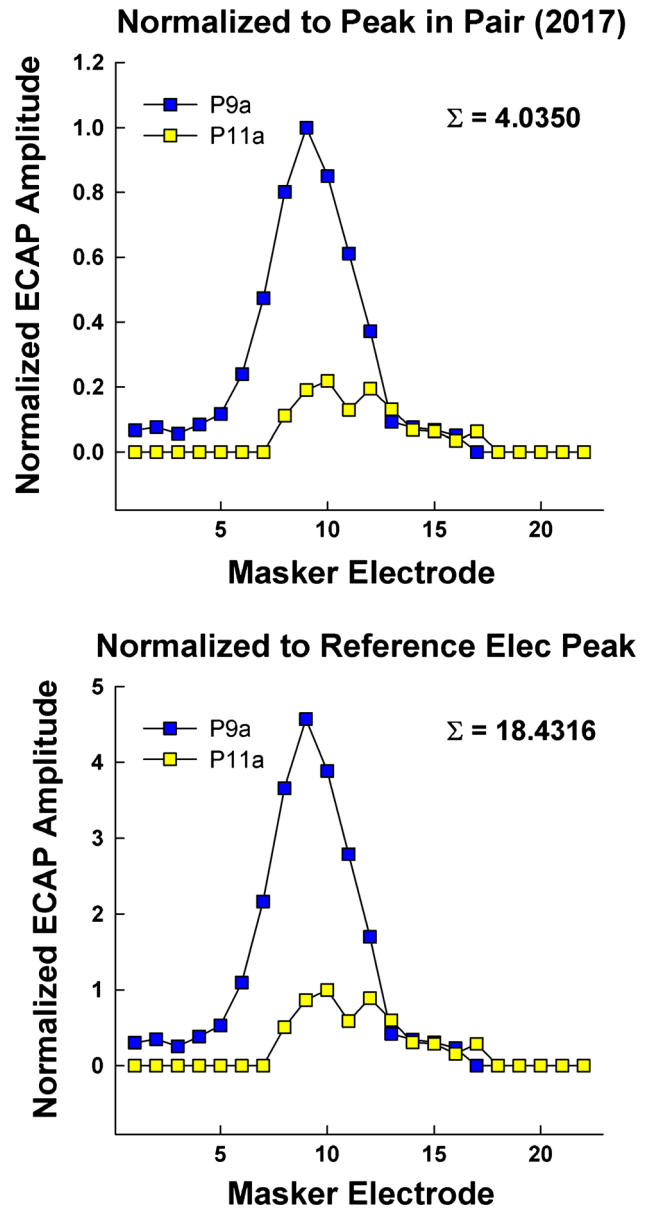 Normalized to Peak in Pair (2017)
Normalized ECAP Amplitude
1.2
1.0
0.8
0.6
0.4
0.2
0.0
P9a
P11a
Σ = 4.0350
5 10 15 20
Masker Electrode
Normalized to Reference Elec Peak
Normalized ECAP Amplitude
5
4
3
2
1
0
P9a
P11a
Σ = 18.4316
5 10 15 20
Masker Electrode